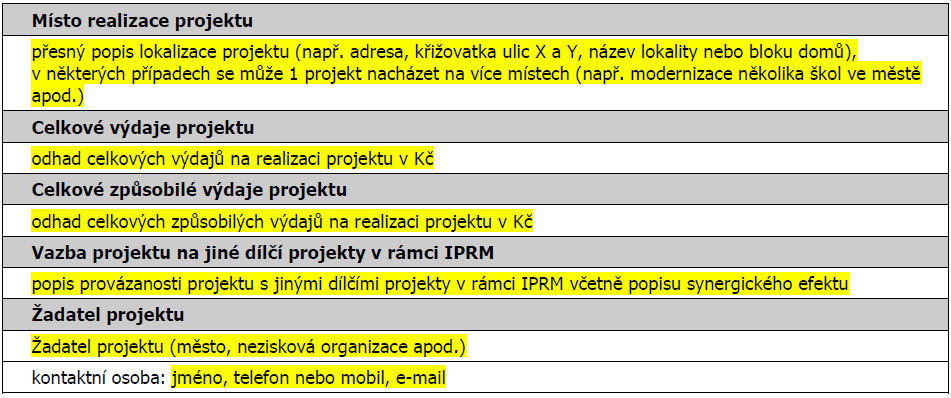 Místo realizace projektu
přesný popis lokalizace projektu (např. adresa, křižovatka ulic X a Y, název lokality nebo bloku domů),
v některých případech se může 1 projekt nacházet na více místech (např. modernizace několika škol ve městě
apod.)
Celkové výdaje projektu
odhad celkových výdajů na realizaci projektu v Kč
Celkové způsobilé výdaje projektu
odhad celkových způsobilých výdajů na realizaci projektu v Kč
Vazba projektu na jiné dílčí projekty v rámci IPRM
popis provázanosti projektu s jinými dílčími projekty v rámci IPRM včetně popisu synergického efektu
Žadatel projektu
Žadatel projektu (město, nezisková organizace apod.)
kontaktní osoba: jméno, telefon nebo mobil, e-mail